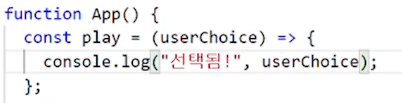 function App() {
  const play = (userChoice) => {
    console.log("선택됨!", userChoice);
  };